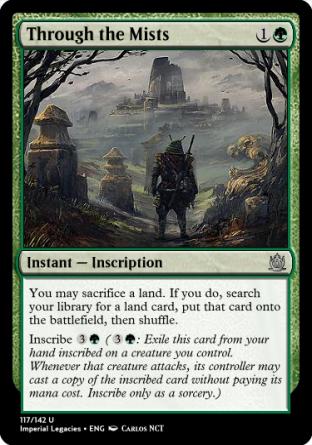 Through the Mists 1
Instant — Inscription
You may sacrifice a land. If you do, search
your library for a land card, put that card onto
the battlefield, then shuffle.
Inscribe 3 ( 3 : Exile this card from your
hand inscribed on a creature you control.
Whenever that creature attacks, its controller may
cast a copy of the inscribed card without paying its
mana cost. Inscribe only as a sorcery.)
117/142 U
Imperial Legacies • ENG Carlos NCT